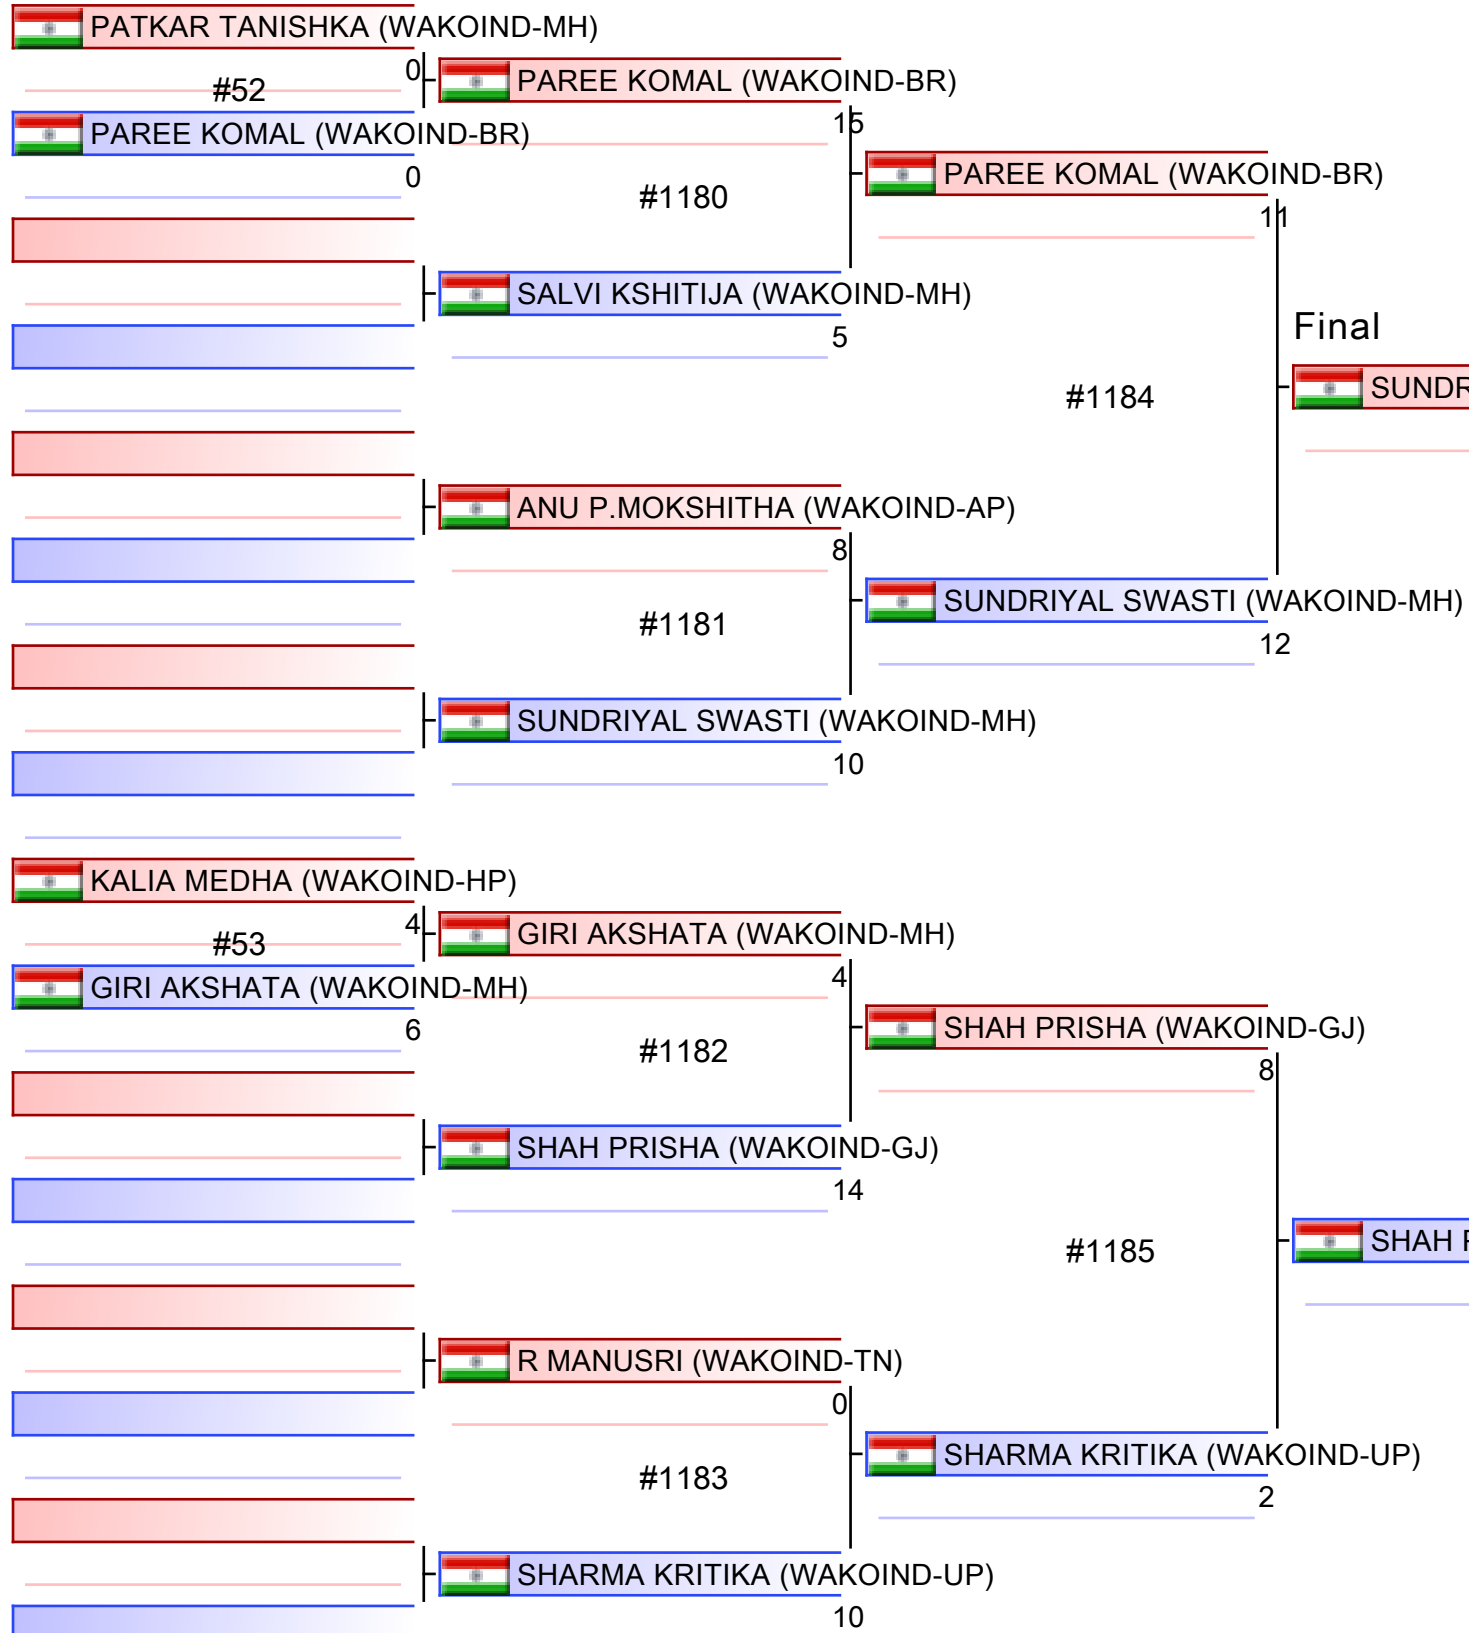 PATKAR TANISHKA (WAKOIND-MH)
0
#52
PAREE KOMAL (WAKOIND-BR)
0
PAREE KOMAL (WAKOIND-BR)
15
#1180
SALVI KSHITIJA (WAKOIND-MH)
5
PAREE KOMAL (WAKOIND-BR)
11
#1184
Final
SUNDR
ANU P.MOKSHITHA (WAKOIND-AP)
8
#1181
SUNDRIYAL SWASTI (WAKOIND-MH)
10
SUNDRIYAL SWASTI (WAKOIND-MH)
12
KALIA MEDHA (WAKOIND-HP)
4
#53
GIRI AKSHATA (WAKOIND-MH)
6
GIRI AKSHATA (WAKOIND-MH)
4
#1182
SHAH PRISHA (WAKOIND-GJ)
14
SHAH PRISHA (WAKOIND-GJ)
8
#1185
SHAH
R MANUSRI (WAKOIND-TN)
0
#1183
SHARMA KRITIKA (WAKOIND-UP)
10
SHARMA KRITIKA (WAKOIND-UP)
2